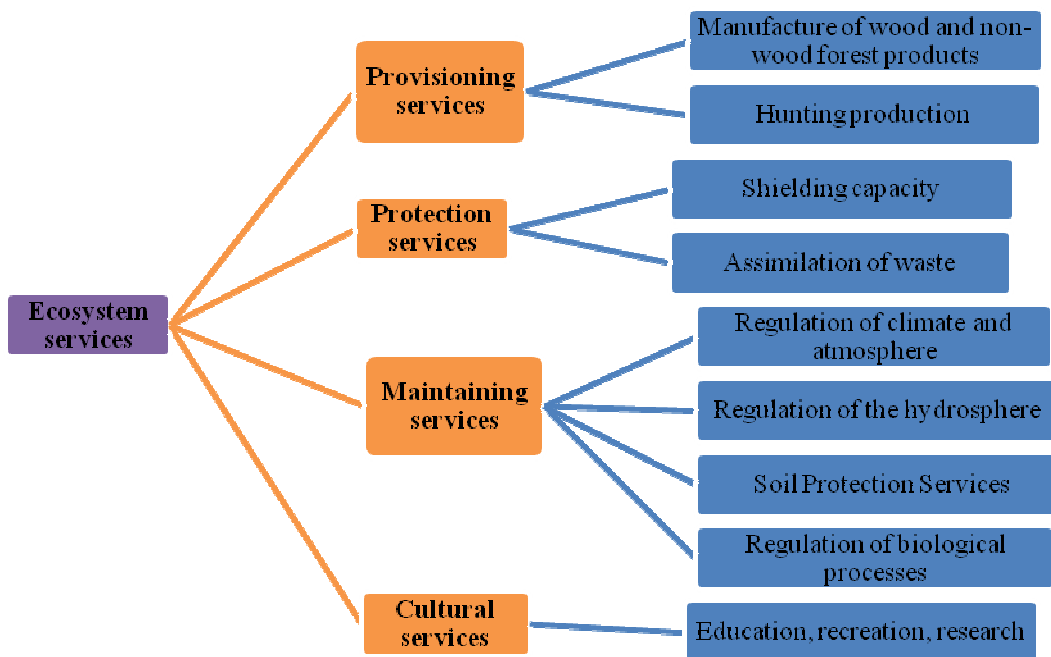 Ecosystem
services
Provisioning
services
Manufacture of wood and non-
wood forest products
Hunting production
Protection
services
Shielding capacity
Assimilation of waste
Maintaining
services
Regulation of climate and
atmosphere
Regulation of the hydrosphere
Soil Protection Services
Regulation of biological
processes
Cultural
services
Education, recreation, research